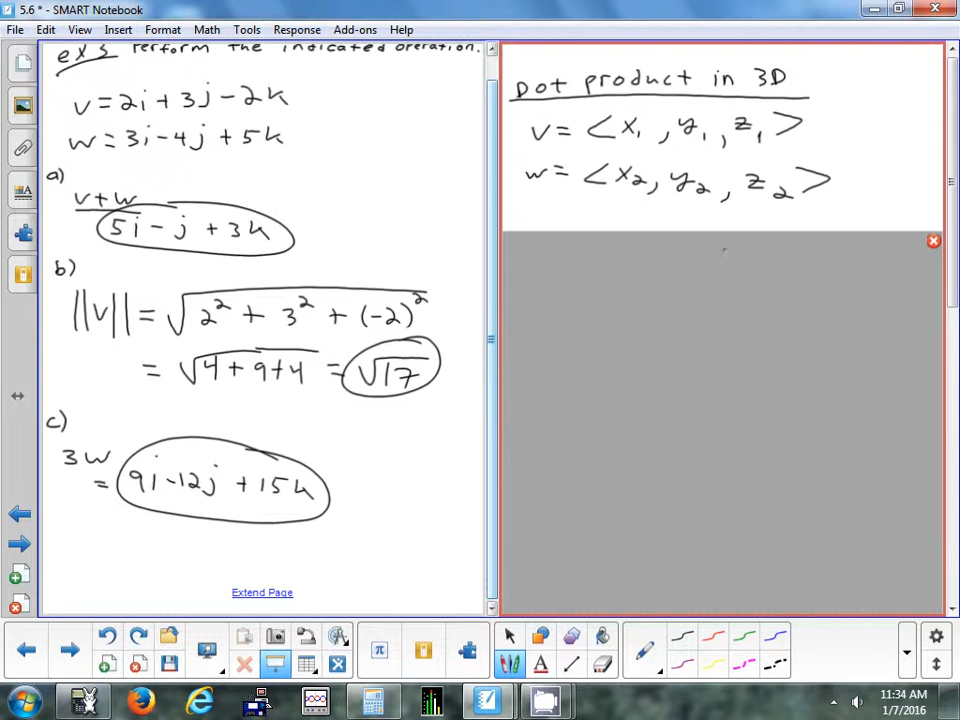 5.6 * - SMART Notebook
File Edit View Insert Format Math Tools Response Add-ons Help
ex 3 Perform the indicated operation.
v = 2i + 3j - 2k
w = 3i - 4j + 5k
a)
v+w
5i - j + 3k
b)
||v|| = √2² + 3² + (-2)²
= √4 + 9 + 4 = √17
c)
3w
= 9i - 12j + 15k
Extend Page
Dot product in 3D
v = <x₁, y₁, z₁>
w = <x₂, y₂, z₂>
11:34 AM
1/7/2016